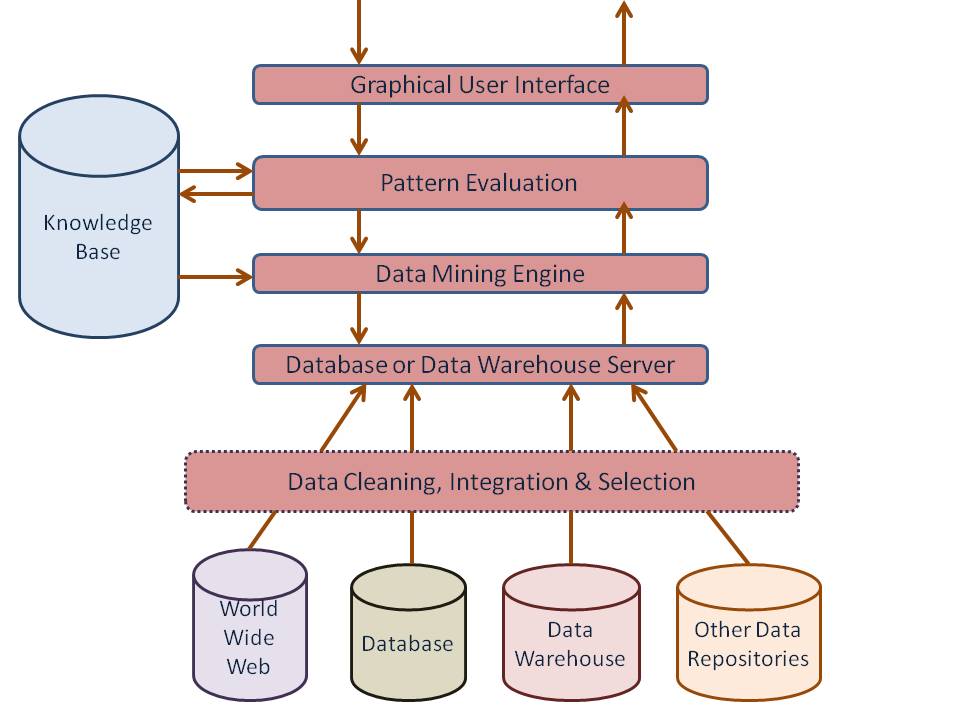 Graphical User Interface
Pattern Evaluation
Knowledge
Base
Data Mining Engine
Database or Data Warehouse Server
Data Cleaning, Integration & Selection
World
Wide
Web
Database
Data
Warehouse
Other Data
Repositories